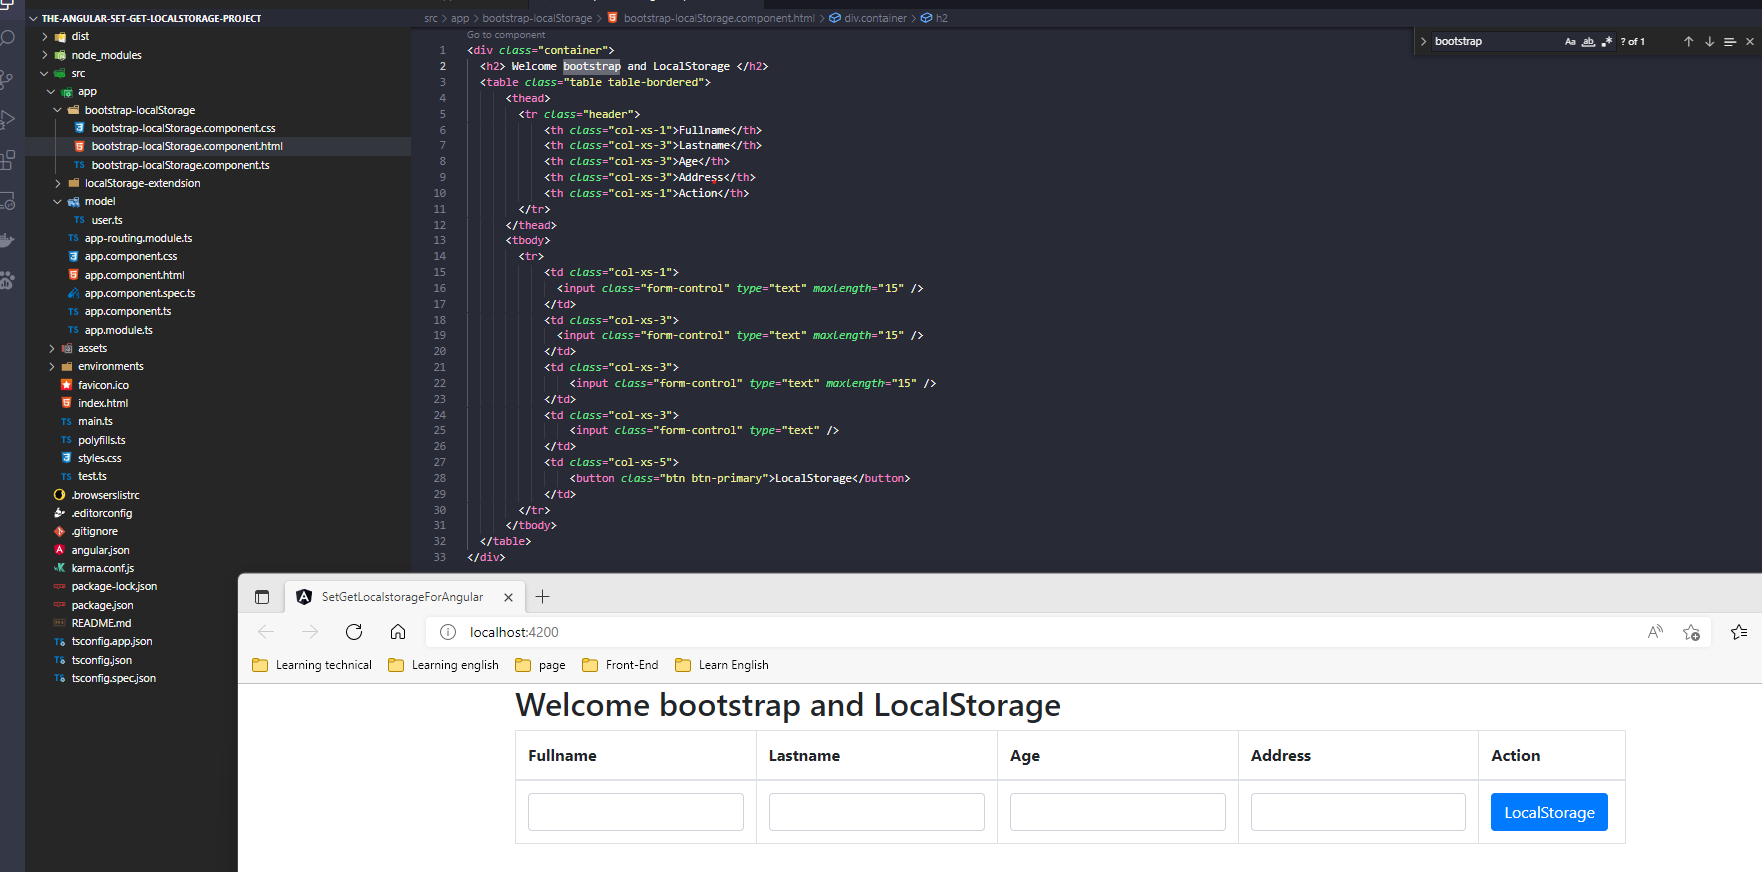 THE-ANGULAR-SET-GET-LOCALSTORAGE-PROJECT
dist
node_modules
src
app
bootstrap-localStorage
bootstrap-localStorage.component.css
bootstrap-localStorage.component.html
TS bootstrap-localStorage.component.ts
localStorage-extendsion
model
TS user.ts
TS app-routing.module.ts
app.component.css
app.component.html
app.component.spec.ts
TS app.component.ts
TS app.module.ts
assets
environments
favicon.ico
index.html
TS main.ts
TS polyfills.ts
styles.css
TS test.ts
.browserslistrc
.editorconfig
.gitignore
angular.json
karma.conf.js
package-lock.json
package.json
README.md
tsconfig.app.json
tsconfig.json
tsconfig.spec.json
src > app > bootstrap-localStorage > bootstrap-localStorage.component.html > div.container > h2
bootstrap Aa ab .* ? of 1
Go to component
1 <div class="container">
2 <h2> Welcome bootstrap and LocalStorage </h2>
3 <table class="table table-bordered">
4 <thead>
5 <tr class="header">
6 <th class="col-xs-1">Fullname</th>
7 <th class="col-xs-3">Lastname</th>
8 <th class="col-xs-3">Age</th>
9 <th class="col-xs-3">Address</th>
10 <th class="col-xs-1">Action</th>
11 </tr>
12 </thead>
13 <tbody>
14 <tr>
15 <td class="col-xs-1">
16 <input class="form-control" type="text" maxlength="15" />
17 </td>
18 <td class="col-xs-3">
19 <input class="form-control" type="text" maxlength="15" />
20 </td>
21 <td class="col-xs-3">
22 <input class="form-control" type="text" maxlength="15" />
23 </td>
24 <td class="col-xs-3">
25 <input class="form-control" type="text" />
26 </td>
27 <td class="col-xs-5">
28 <button class="btn btn-primary">LocalStorage</button>
29 </td>
30 </tr>
31 </tbody>
32 </table>
33 </div>
SetGetLocalstorageForAngular
localhost:4200
Learning technical Learning english page Front-End Learn English
Welcome bootstrap and LocalStorage
Fullname Lastname Age Address Action
LocalStorage